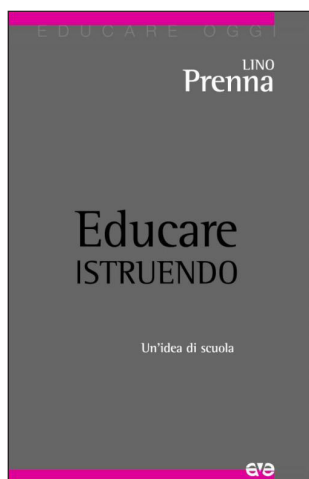 EDUCARE OGGI
LINO
Prenna
Educare
ISTRUENDO
Un'idea di scuola
ave